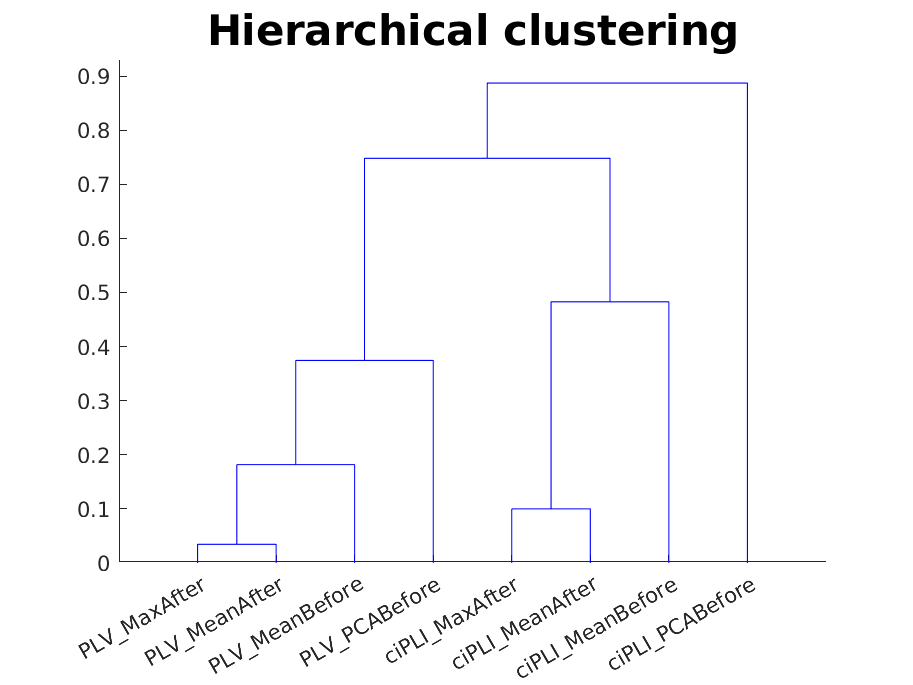 Hierarchical clustering
0.9
0.8
0.7
0.6
0.5
0.4
0.3
0.2
0.1
0
PLV_MaxAfter
PLV_MeanAfter
PLV_MeanBefore
PLV_PCABefore
ciPLI_MaxAfter
ciPLI_MeanAfter
ciPLI_MeanBefore
ciPLI_PCABefore